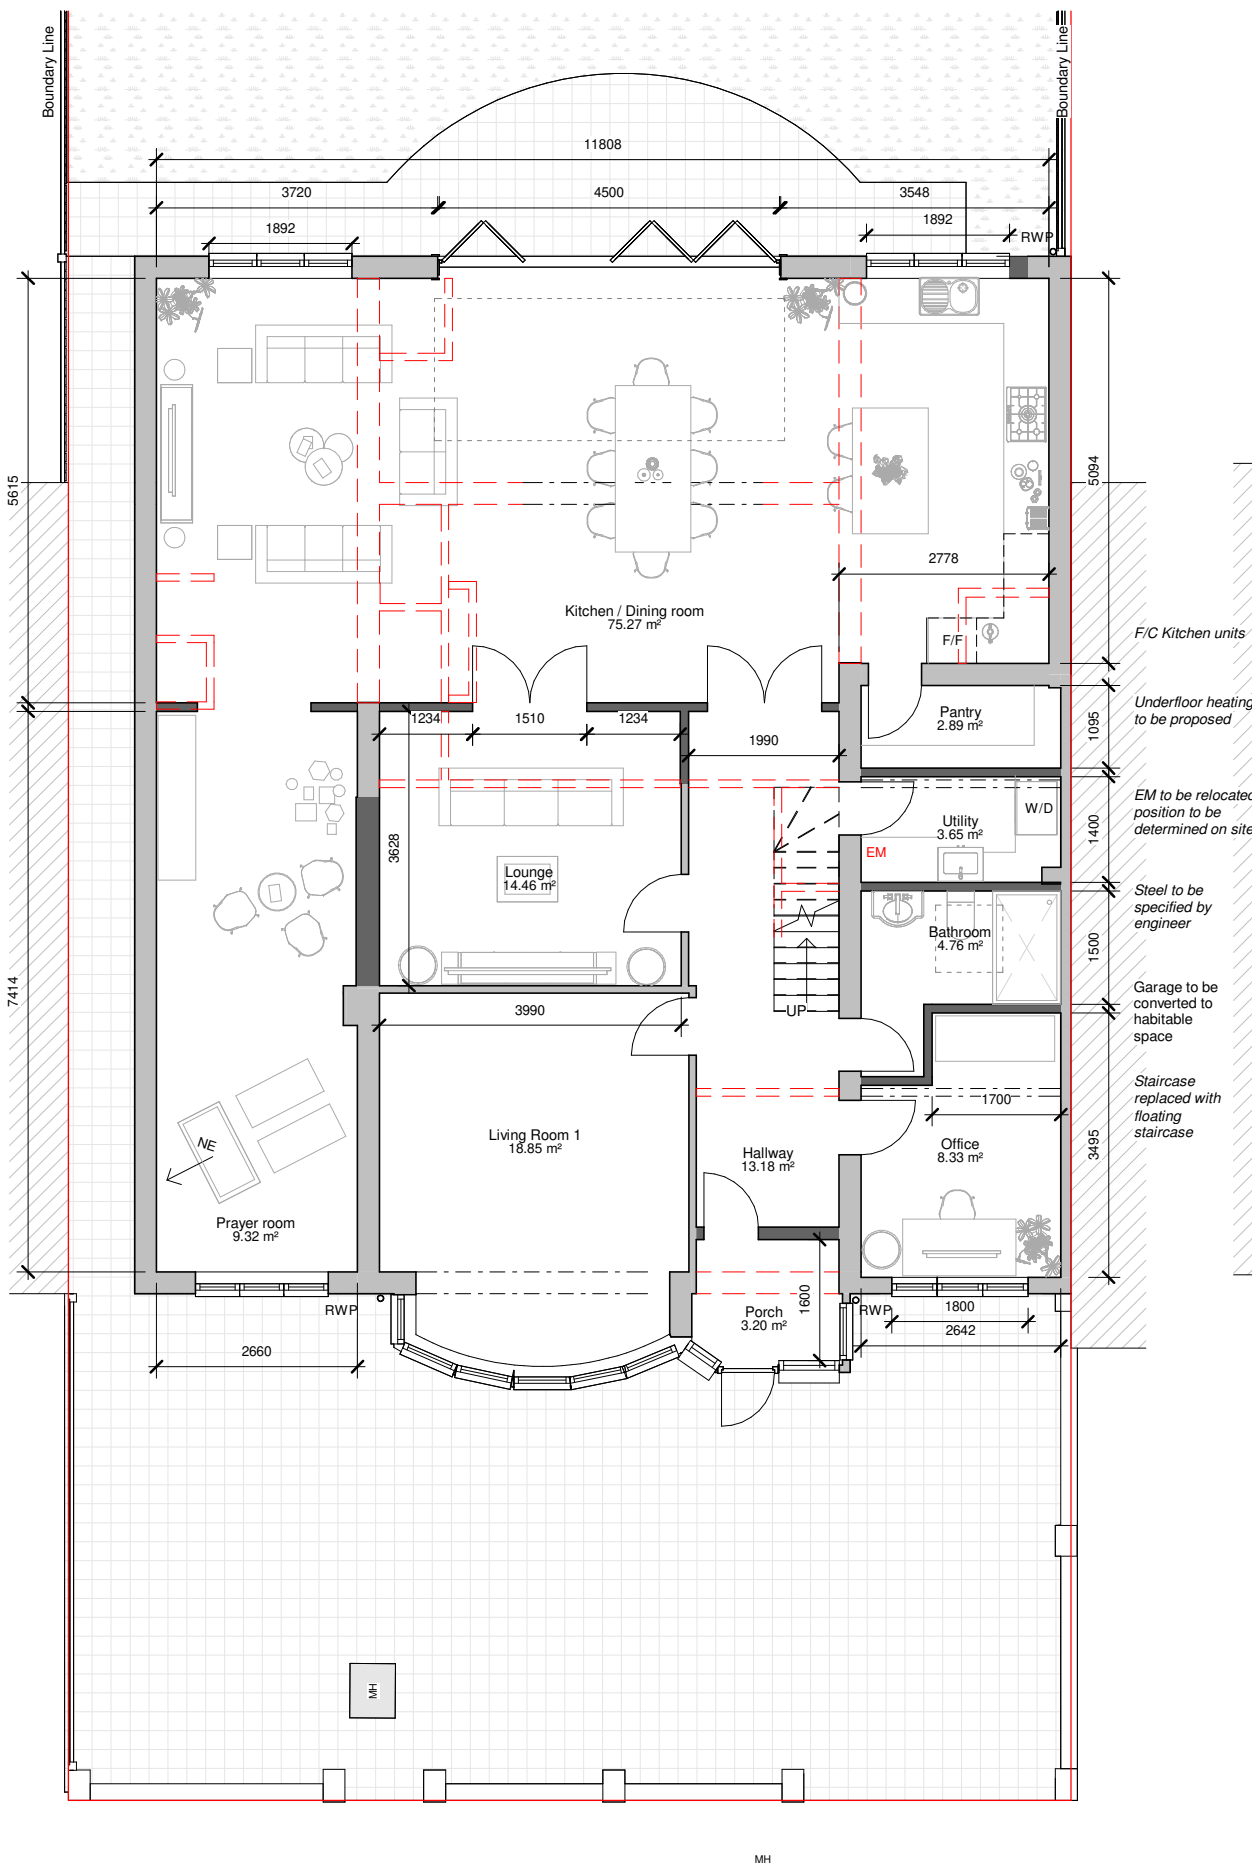 Boundary Line
Boundary Line
11808
3720
4500
3548
1892
1892
RWP
5615
5094
2778
Kitchen / Dining room
75.27 m²
F/F
F/C Kitchen units
Underfloor heating
to be proposed
EM to be relocated
position to be
determined on site
Steel to be
specified by
engineer
Garage to be
converted to
habitable
space
Staircase
replaced with
floating
staircase
1234
1510
1234
1990
Pantry
2.89 m²
1095
Utility
3.65 m²
W/D
EM
1400
3628
Lounge
14.46 m²
Bathroom
4.76 m²
1500
7414
3990
UP
1700
Living Room 1
18.85 m²
Hallway
13.18 m²
Office
8.33 m²
3495
NE
Prayer room
9.32 m²
Porch
3.20 m²
1600
RWP
RWP
1800
2642
2660
MH
MH